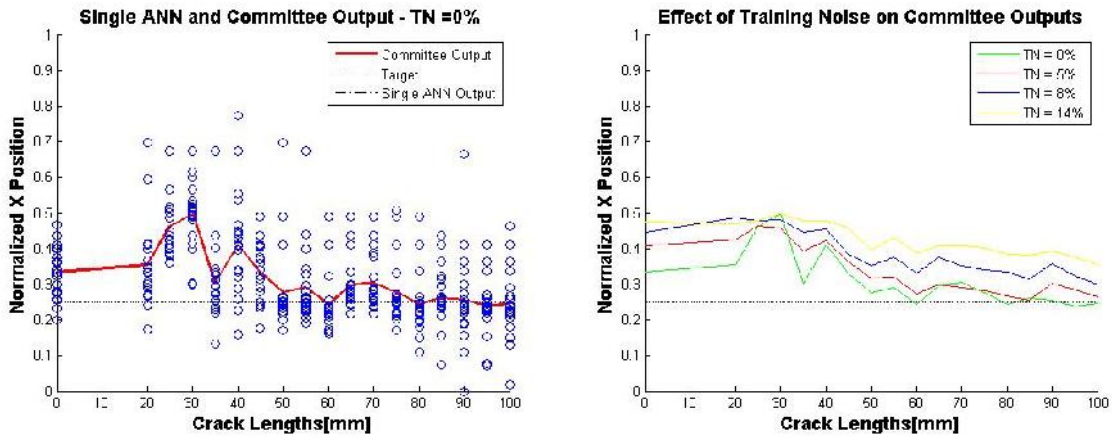 Single ANN and Committee Output - TN =0%
Committee Output
Target
Single ANN Output
1
0.9
0.8
0.7
0.6
0.5
0.4
0.3
0.2
0.1
0
Normalized X Position
0 10 20 30 40 50 60 70 80 90 100
Crack Lengths[mm]
Effect of Training Noise on Committee Outputs
TN = 0%
TN = 5%
TN = 8%
TN = 14%
1
0.9
0.8
0.7
0.6
0.5
0.4
0.3
0.2
0.1
0
Normalized X Position
0 10 20 30 40 50 60 70 80 90 100
Crack Lengths[mm]